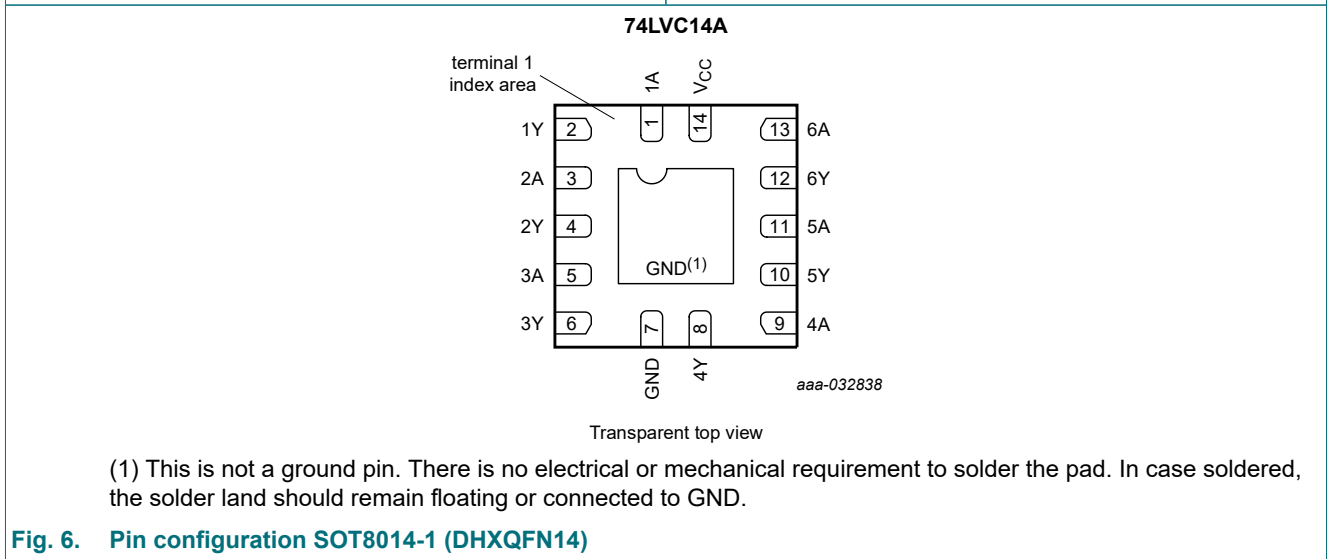 74LVC14A
terminal 1
index area
1A
VCC
1
14
1Y 2
13 6A
2A 3
12 6Y
2Y 4
11 5A
3A 5
GND(1)
10 5Y
3Y 6
7
8
9 4A
GND
4Y
aaa-032838
Transparent top view
(1) This is not a ground pin. There is no electrical or mechanical requirement to solder the pad. In case soldered,
the solder land should remain floating or connected to GND.
Fig. 6. Pin configuration SOT8014-1 (DHXQFN14)